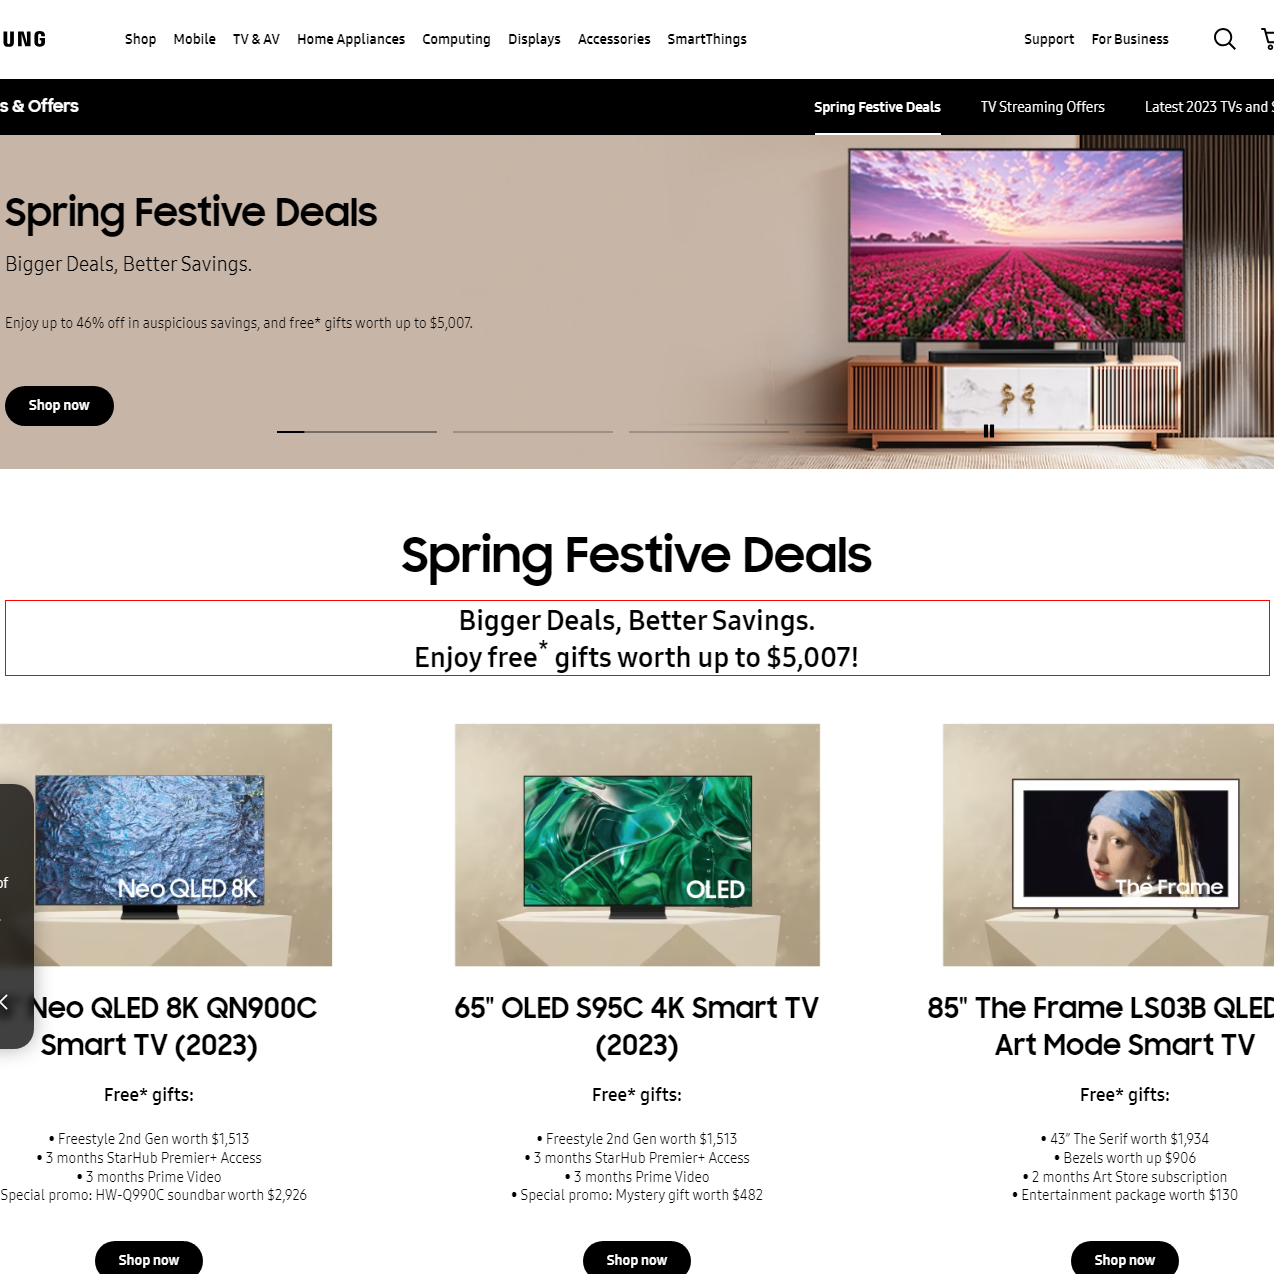 UNG
Shop Mobile TV & AV Home Appliances Computing Displays Accessories SmartThings Support For Business
s & Offers Spring Festive Deals TV Streaming Offers Latest 2023 TVs and
Spring Festive Deals
Bigger Deals, Better Savings.
Enjoy up to 46% off in auspicious savings, and free* gifts worth up to $5,007.
Shop now
Spring Festive Deals
Bigger Deals, Better Savings.
Enjoy free* gifts worth up to $5,007!
of
Neo QLED 8K
OLED
The Frame
Neo QLED 8K QN900C
Smart TV (2023)
Free* gifts:
• Freestyle 2nd Gen worth $1,513
• 3 months StarHub Premier+ Access
• 3 months Prime Video
Special promo: HW-Q990C soundbar worth $2,926
Shop now
65" OLED S95C 4K Smart TV
(2023)
Free* gifts:
• Freestyle 2nd Gen worth $1,513
• 3 months StarHub Premier+ Access
• 3 months Prime Video
• Special promo: Mystery gift worth $482
Shop now
85" The Frame LS03B QLED
Art Mode Smart TV
Free* gifts:
• 43” The Serif worth $1,934
• Bezels worth up $906
• 2 months Art Store subscription
• Entertainment package worth $130
Shop now